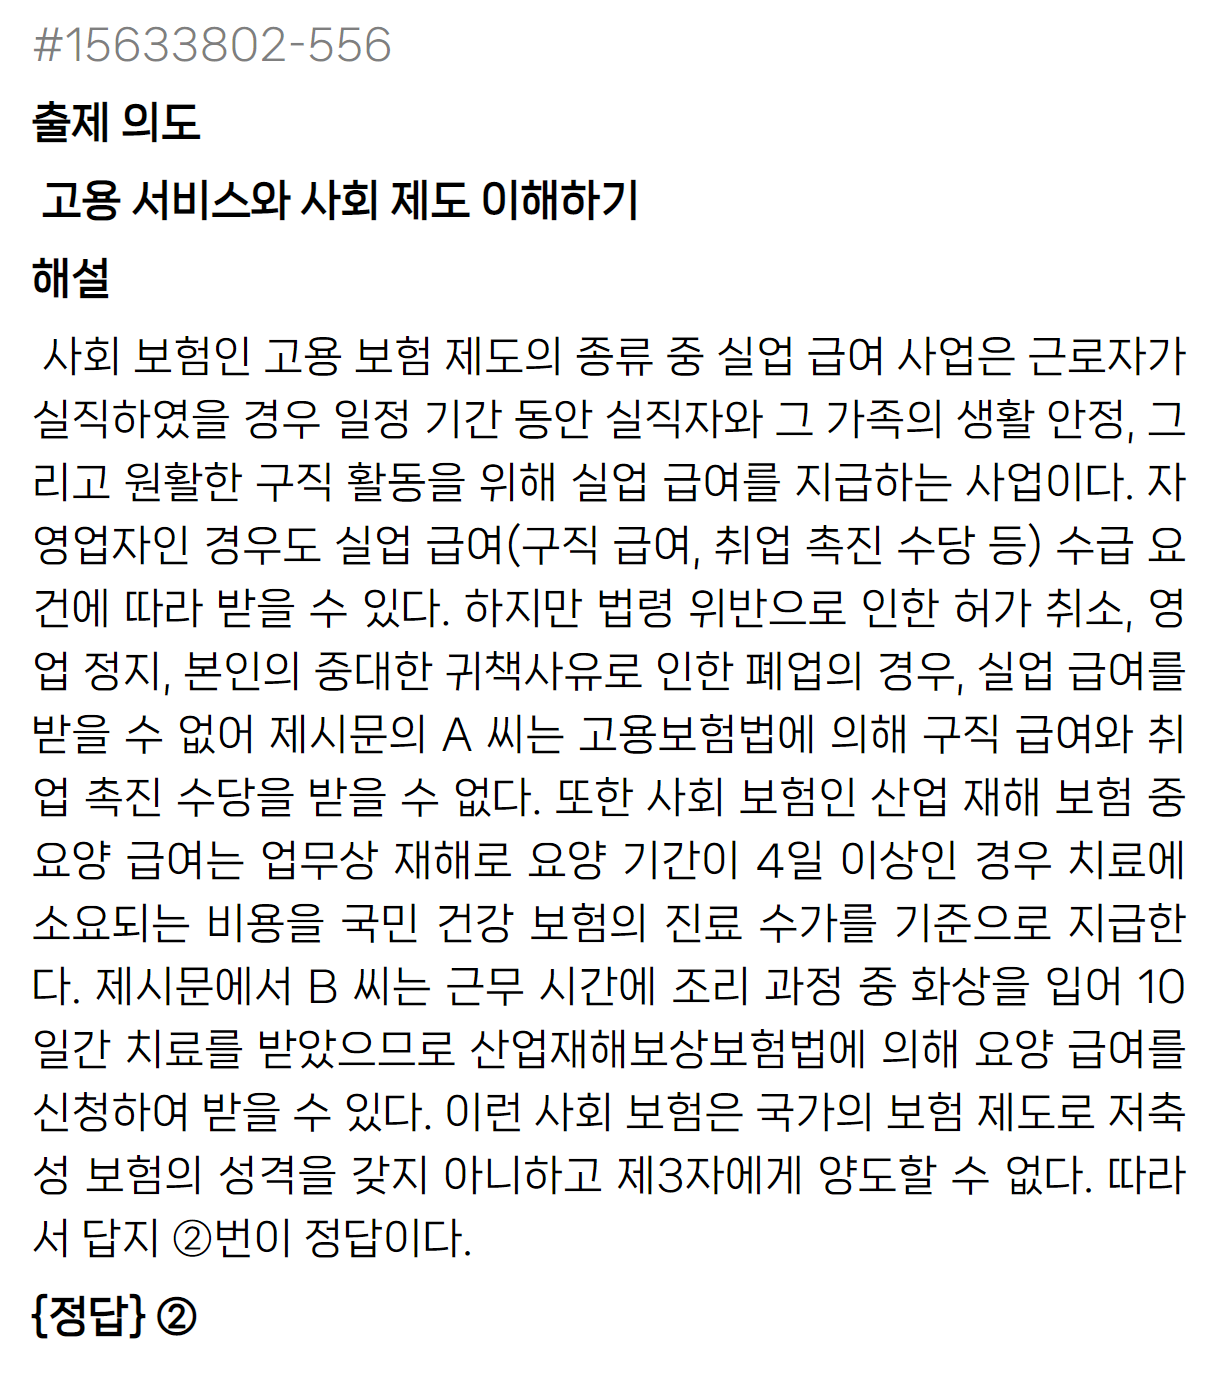 #15633802-556
출제 의도
고용 서비스와 사회 제도 이해하기
해설
사회 보험인 고용 보험 제도의 종류 중 실업 급여 사업은 근로자가
실직하였을 경우 일정 기간 동안 실직자와 그 가족의 생활 안정, 그
리고 원활한 구직 활동을 위해 실업 급여를 지급하는 사업이다. 자
영업자인 경우도 실업 급여(구직 급여, 취업 촉진 수당 등) 수급 요
건에 따라 받을 수 있다. 하지만 법령 위반으로 인한 허가 취소, 영
업 정지, 본인의 중대한 귀책사유로 인한 폐업의 경우, 실업 급여를
받을 수 없어 제시문의 A 씨는 고용보험법에 의해 구직 급여와 취
업 촉진 수당을 받을 수 없다. 또한 사회 보험인 산업 재해 보험 중
요양 급여는 업무상 재해로 요양 기간이 4일 이상인 경우 치료에
소요되는 비용을 국민 건강 보험의 진료 수가를 기준으로 지급한
다. 제시문에서 B 씨는 근무 시간에 조리 과정 중 화상을 입어 10
일간 치료를 받았으므로 산업재해보상보험법에 의해 요양 급여를
신청하여 받을 수 있다. 이런 사회 보험은 국가의 보험 제도로 저축
성 보험의 성격을 갖지 아니하고 제3자에게 양도할 수 없다. 따라
서 답지 ②번이 정답이다.
{정답} ②